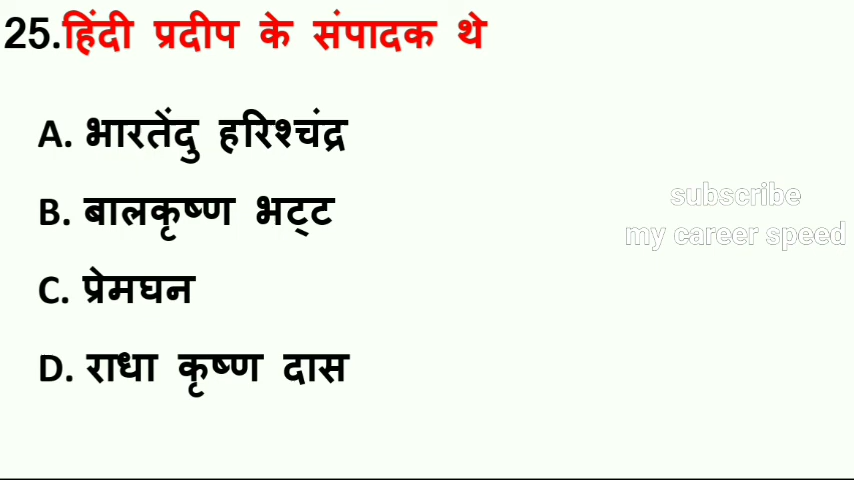 25.हिंदी प्रदीप के संपादक थे
A. भारतेंदु हरिश्चंद्र
B. बालकृष्ण भट्ट
subscribe
my career speed
C. प्रेमघन
D. राधा कृष्ण दास